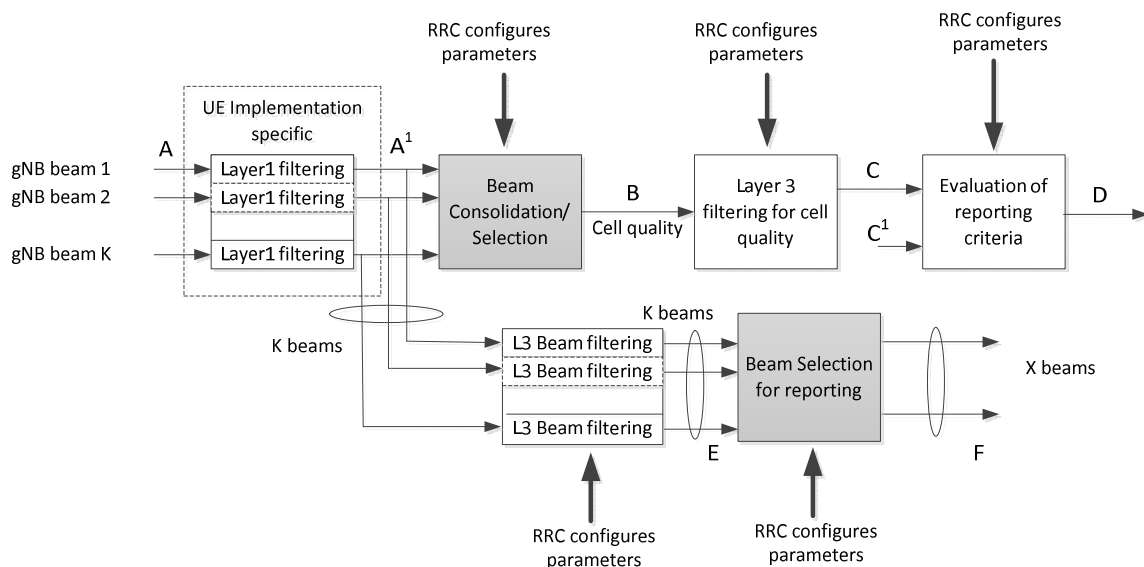 RRC configures
parameters
RRC configures
parameters
RRC configures
parameters
UE Implementation
specific
A
A¹
gNB beam 1
gNB beam 2
gNB beam K
Layer1 filtering
Layer1 filtering
Layer1 filtering
Beam
Consolidation/
Selection
B
Cell quality
Layer 3
filtering for cell
quality
C
C¹
Evaluation of
reporting
criteria
D
K beams
L3 Beam filtering
L3 Beam filtering
L3 Beam filtering
K beams
E
Beam Selection
for reporting
X beams
F
RRC configures
parameters
RRC configures
parameters